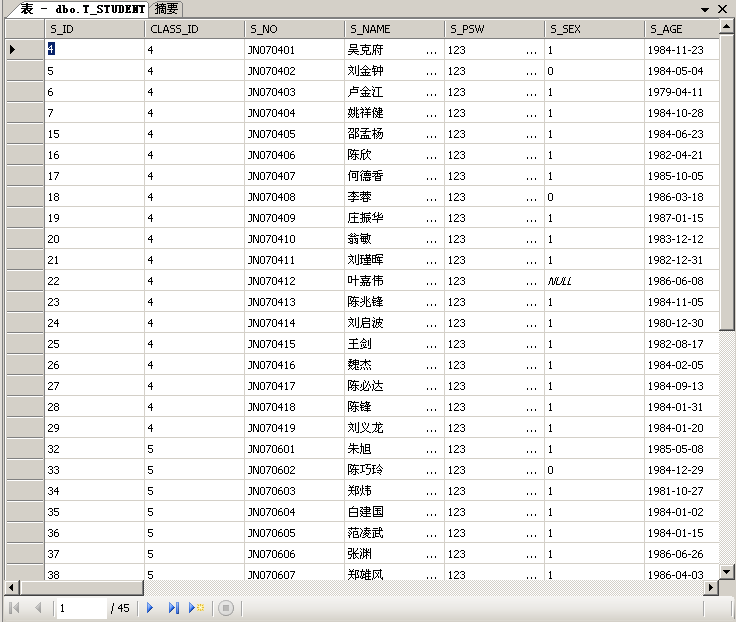 表 - dbo.T_STUDENT 摘要
S_ID CLASS_ID S_NO S_NAME S_PSW S_SEX S_AGE
4 4 JN070401 吴克府 ... 123 ... 1 1984-11-23
5 4 JN070402 刘金钟 ... 123 ... 0 1984-05-04
6 4 JN070403 卢金江 ... 123 ... 1 1979-04-11
7 4 JN070404 姚祥健 ... 123 ... 1 1984-10-28
15 4 JN070405 邵孟杨 ... 123 ... 1 1984-06-23
16 4 JN070406 陈欣 ... 123 ... 1 1982-04-21
17 4 JN070407 何德香 ... 123 ... 1 1985-10-05
18 4 JN070408 李蓉 ... 123 ... 0 1986-03-18
19 4 JN070409 庄振华 ... 123 ... 1 1987-01-15
20 4 JN070410 翁敏 ... 123 ... 1 1983-12-12
21 4 JN070411 刘瑾晖 ... 123 ... 1 1982-12-31
22 4 JN070412 叶嘉伟 ... 123 ... NULL 1986-06-08
23 4 JN070413 陈兆锋 ... 123 ... 1 1984-11-05
24 4 JN070414 刘启波 ... 123 ... 1 1980-12-30
25 4 JN070415 王剑 ... 123 ... 1 1982-08-17
26 4 JN070416 魏杰 ... 123 ... 1 1984-02-05
27 4 JN070417 陈必达 ... 123 ... 1 1984-09-13
28 4 JN070418 陈锋 ... 123 ... 1 1984-01-31
29 4 JN070419 刘义龙 ... 123 ... 1 1984-01-20
32 5 JN070601 朱旭 ... 123 ... 1 1985-05-08
33 5 JN070602 陈巧玲 ... 123 ... 0 1984-12-29
34 5 JN070603 郑炜 ... 123 ... 1 1981-10-27
35 5 JN070604 白建国 ... 123 ... 1 1984-01-02
36 5 JN070605 范凌武 ... 123 ... 1 1984-01-15
37 5 JN070606 张渊 ... 123 ... 1 1986-06-26
38 5 JN070607 郑雄风 ... 123 ... 1 1986-04-03
1 / 45